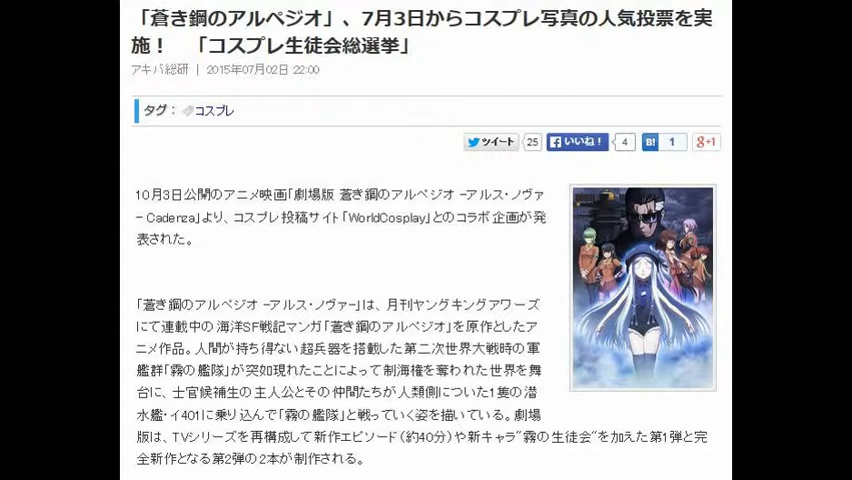 「蒼き鋼のアルペジオ」、7月3日からコスプレ写真の人気投票を実
施！ 「コスプレ生徒会総選挙」
アキバ総研 | 2015年07月02日 22:00
タグ： コスプレ
ツイート 25 いいね！ 4 B! 1 g+1
10月3日公開のアニメ映画「劇場版 蒼き鋼のアルペジオ -アルス・ノヴァ
- Cadenza」より、コスプレ投稿サイト「WorldCosplay」とのコラボ企画が発
表された。
「蒼き鋼のアルペジオ -アルス・ノヴァ-」は、月刊ヤングキングアワーズ
にて連載中の海洋SF戦記マンガ「蒼き鋼のアルペジオ」を原作としたア
ニメ作品。人間が持ち得ない超兵器を搭載した第二次世界大戦時の軍
艦群「霧の艦隊」が突如現れたことによって制海権を奪われた世界を舞
台に、士官候補生の主人公とその仲間たちが人類側についた1隻の潜
水艦・イ401に乗り込んで「霧の艦隊」と戦っていく姿を描いている。劇場
版は、TVシリーズを再構成して新作エピソード（約40分）や新キャラ“霧の生徒会“を加えた第1弾と完
全新作となる第2弾の2本が制作される。